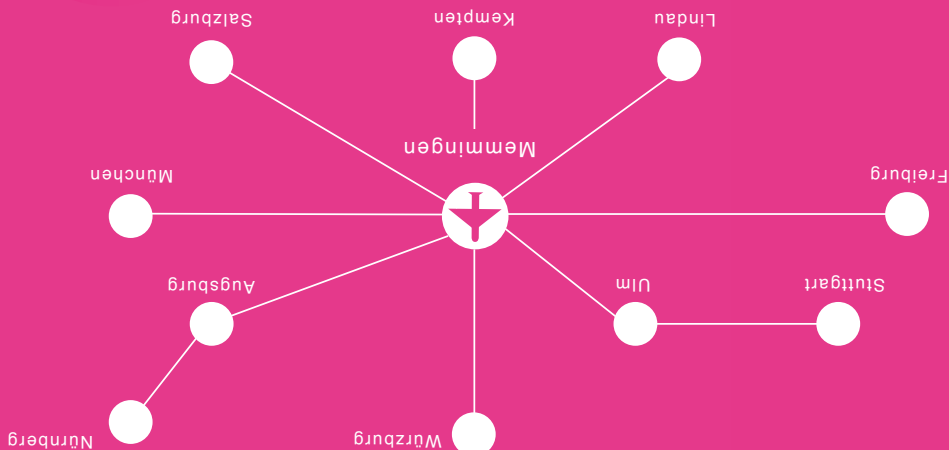 Nürnberg
Würzburg
Stuttgart
Ulm
Augsburg
Freiburg
München
Memmingen
Lindau
Kempten
Salzburg